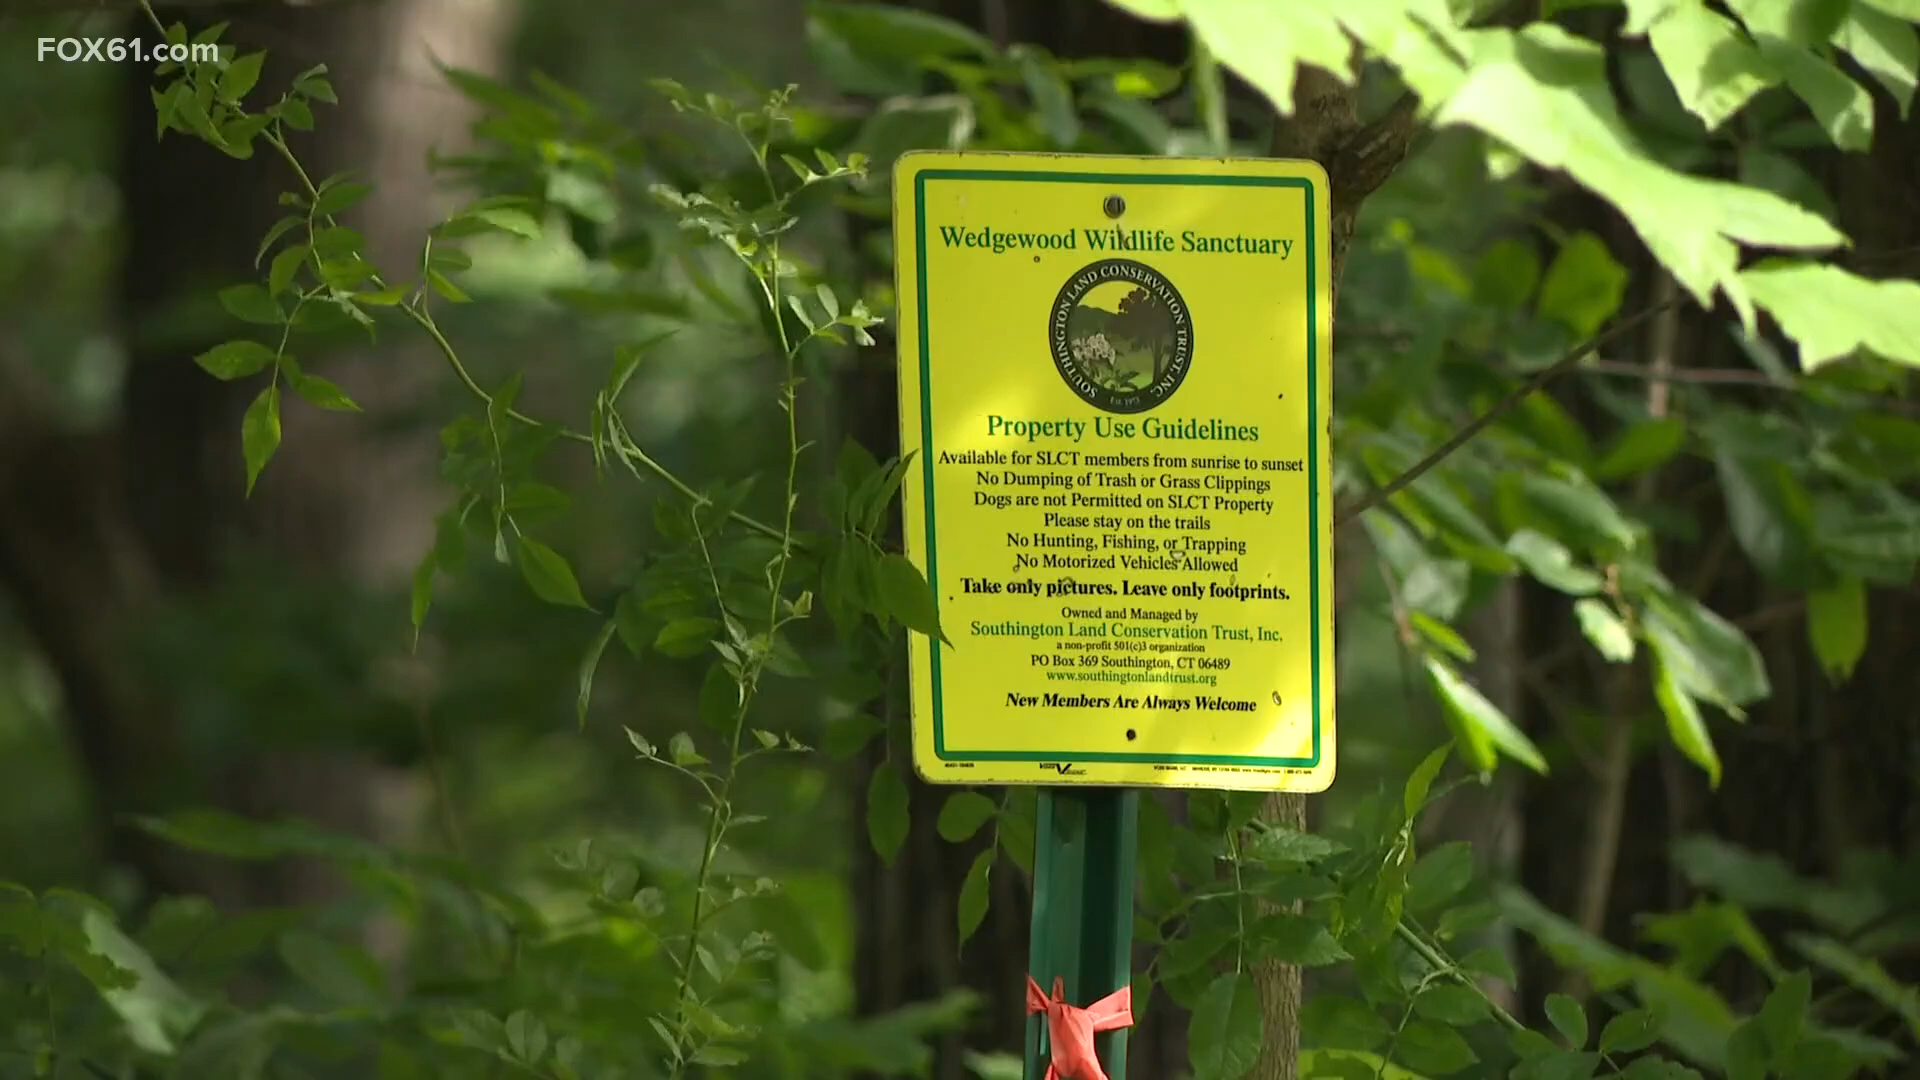 FOX61.com
Wedgewood Wildlife Sanctuary
SOUTHINGTON LAND CONSERVATION TRUST, INC.
Est. 1972
Property Use Guidelines
Available for SLCT members from sunrise to sunset
No Dumping of Trash or Grass Clippings
Dogs are not Permitted on SLCT Property
Please stay on the trails
No Hunting, Fishing, or Trapping
No Motorized Vehicles Allowed
Take only pictures. Leave only footprints.
Owned and Managed by
Southington Land Conservation Trust, Inc.
a non-profit 501(c)3 organization
PO Box 369 Southington, CT 06489
www.southingtonlandtrust.org
New Members Are Always Welcome